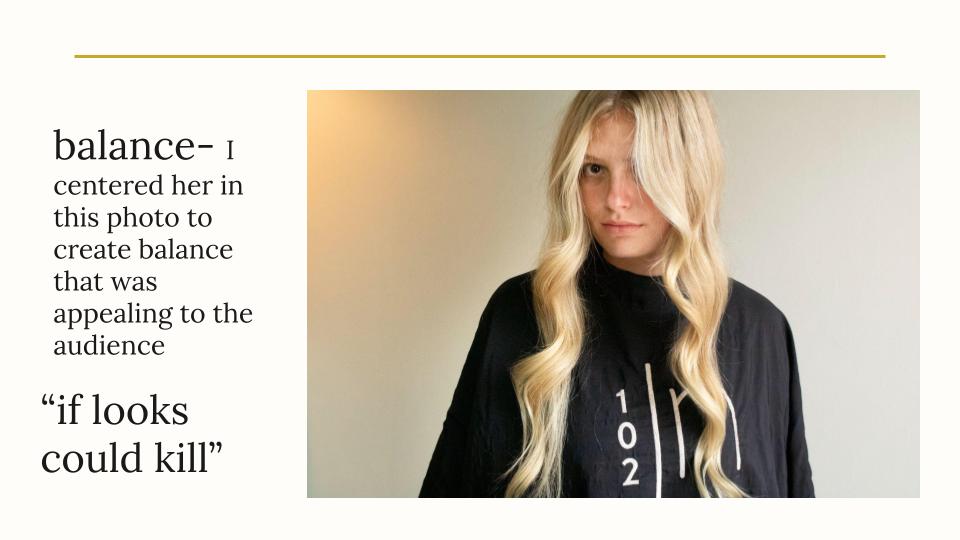 balance- I
centered her in
this photo to
create balance
that was
appealing to the
audience
“if looks
could kill”
1
0
2
m